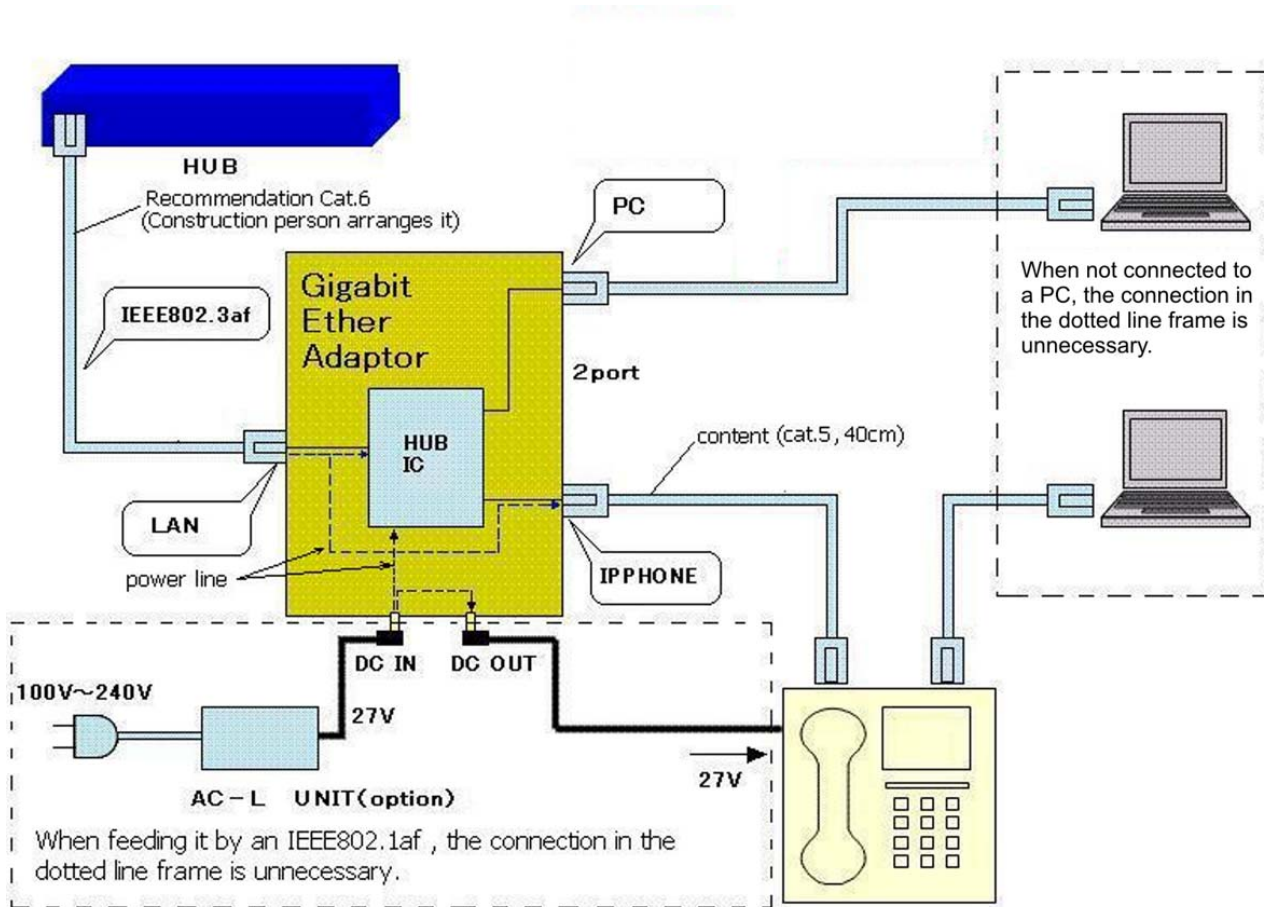 HUB
Recommendation Cat.6
(Construction person arranges it)
PC
IEEE802.3af
Gigabit
Ether
Adaptor
2port
When not connected to
a PC, the connection in
the dotted line frame is
unnecessary.
HUB
IC
content (cat.5, 40cm)
LAN
power line
IPPHONE
DC IN
DC OUT
100V～240V
27V
27V
AC-L UNIT(option)
When feeding it by an IEEE802.1af , the connection in the
dotted line frame is unnecessary.